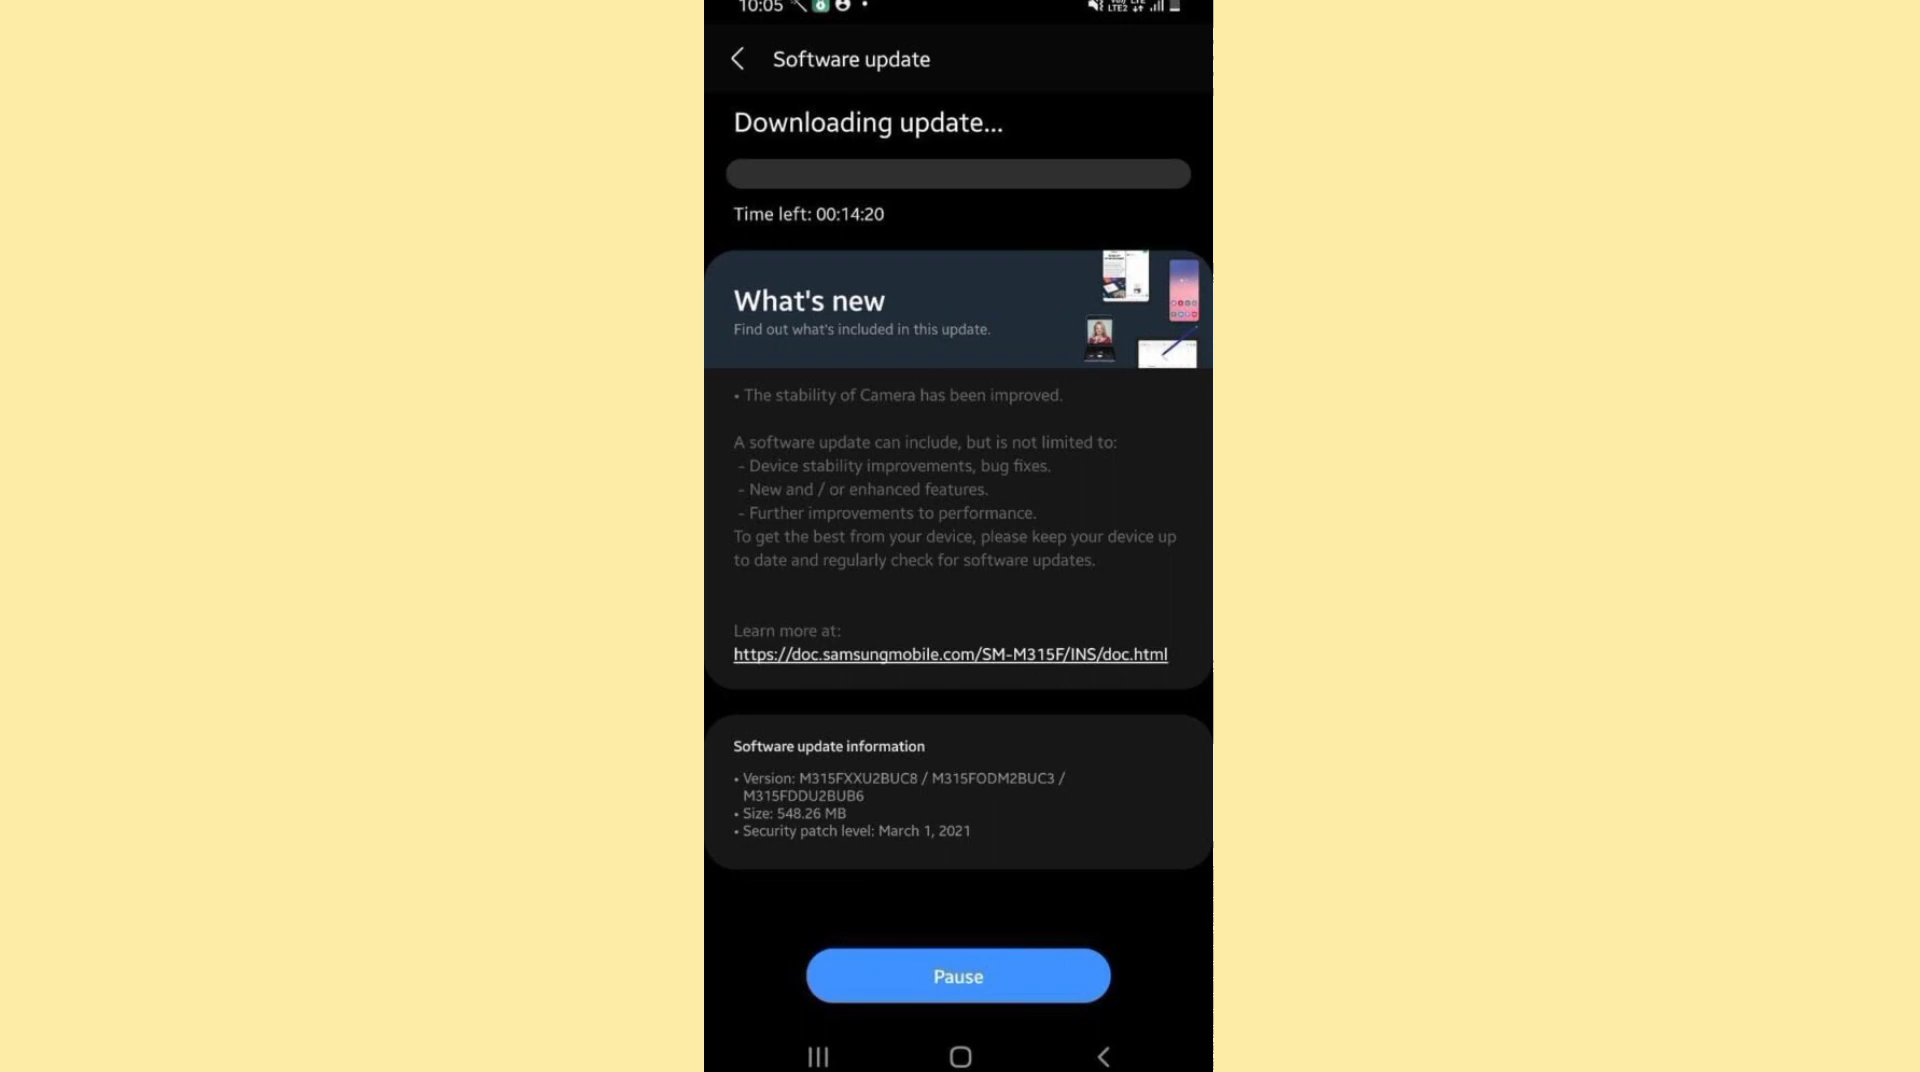 10:05
LTE2
Software update
Downloading update...
Time left: 00:14:20
What's new
Find out what's included in this update.
• The stability of Camera has been improved.
A software update can include, but is not limited to:
- Device stability improvements, bug fixes.
- New and / or enhanced features.
- Further improvements to performance.
To get the best from your device, please keep your device up
to date and regularly check for software updates.
Learn more at:
https://doc.samsungmobile.com/SM-M315F/INS/doc.html
Software update information
• Version: M315FXXU2BUC8 / M315FODM2BUC3 /
M315FDDU2BUB6
• Size: 548.26 MB
• Security patch level: March 1, 2021
Pause